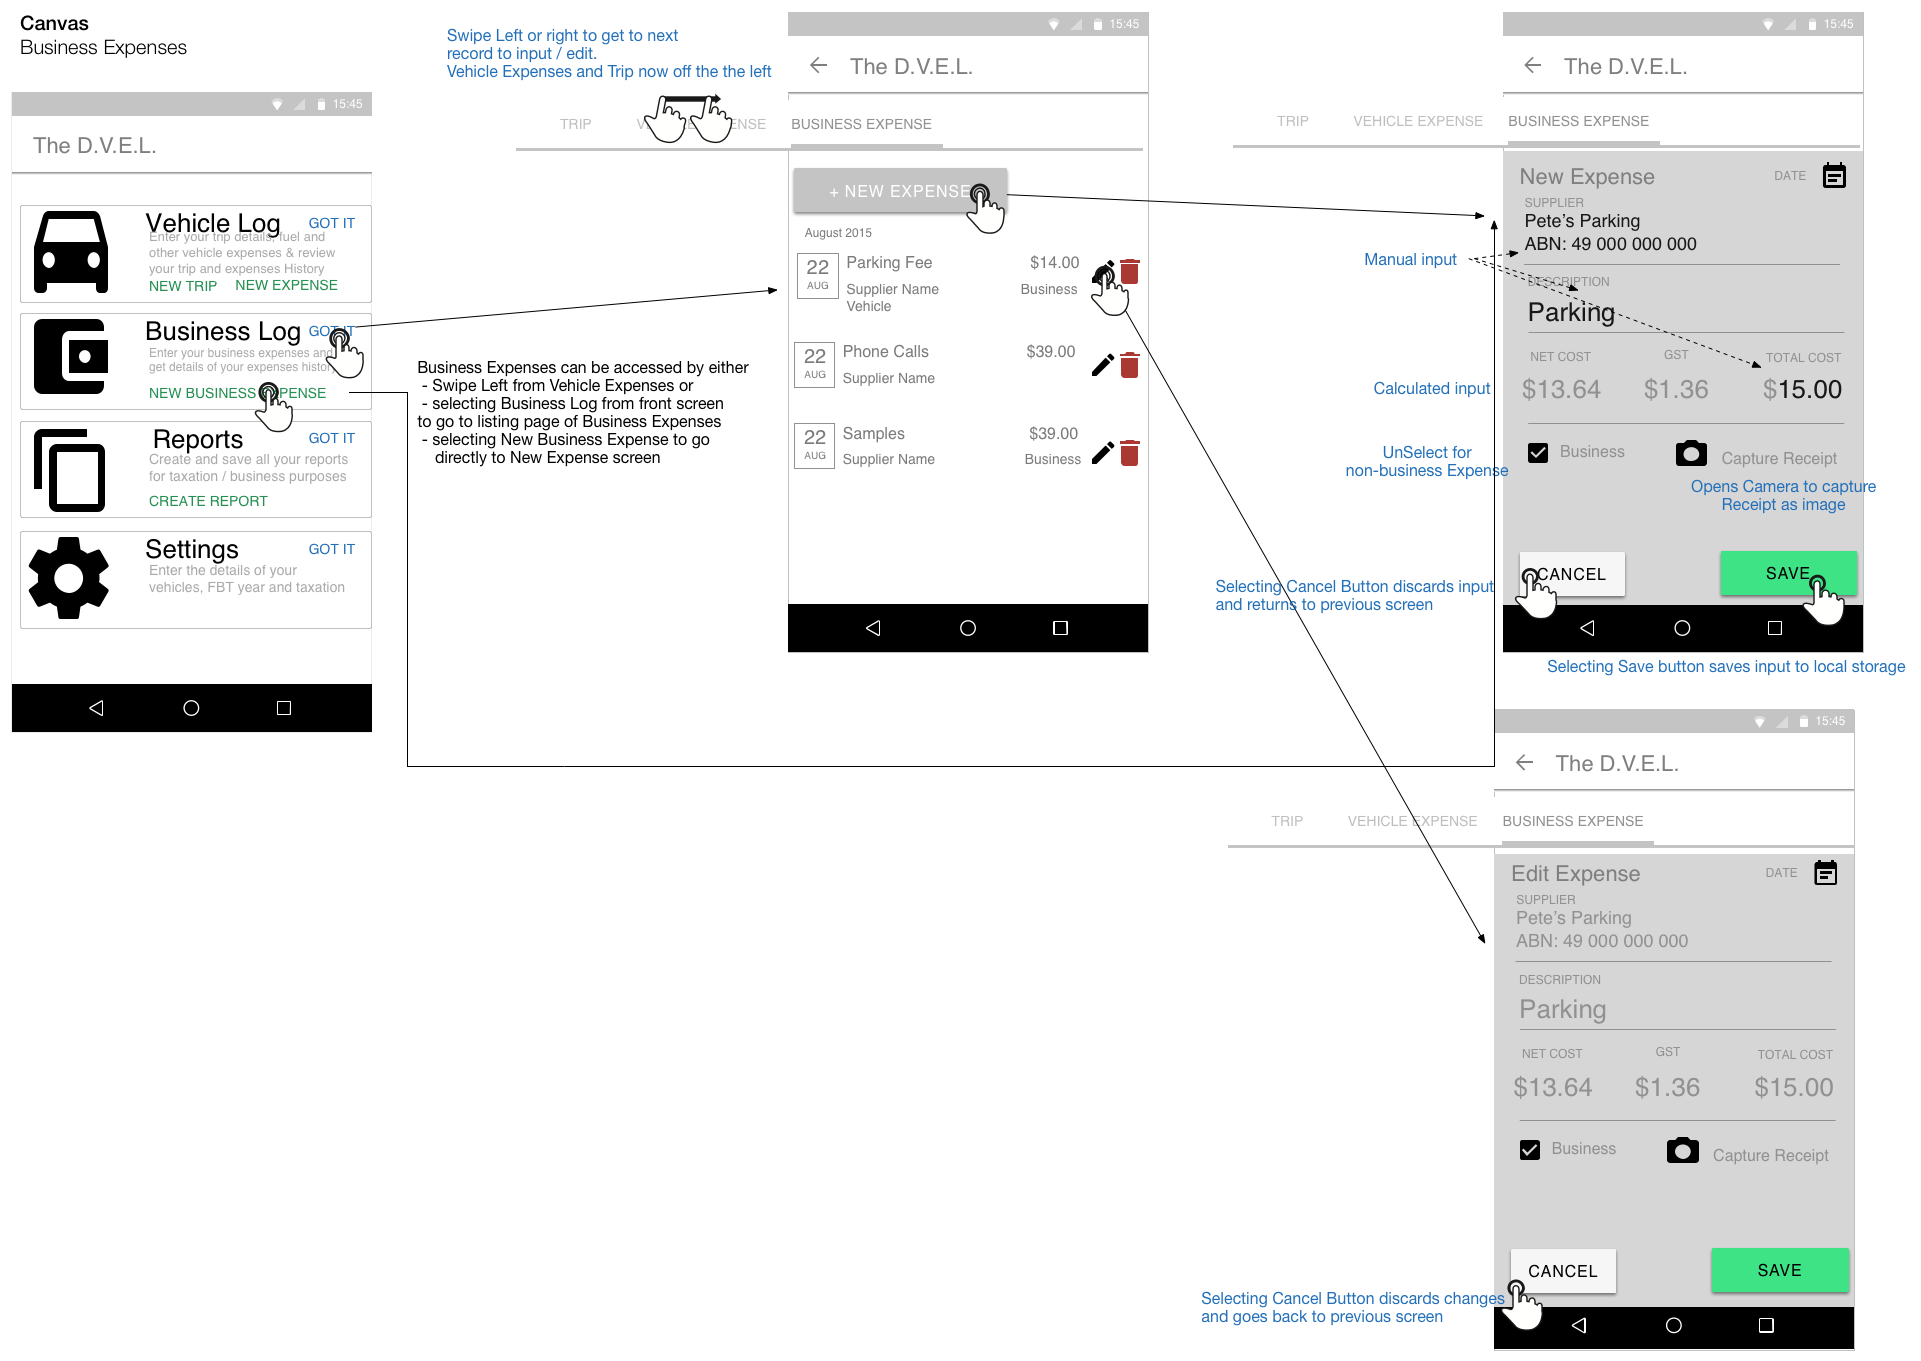 Canvas
Business Expenses
15:45
The D.V.E.L.
Vehicle Log
GOT IT
Enter your trip details, fuel and
other vehicle expenses & review
your trip and expenses History
NEW TRIP NEW EXPENSE
Business Log
GOT IT
Enter your business expenses and
get details of your expenses history
NEW BUSINESS EXPENSE
Reports
GOT IT
Create and save all your reports
for taxation / business purposes
CREATE REPORT
Settings
GOT IT
Enter the details of your
vehicles, FBT year and taxation
Swipe Left or right to get to next
record to input / edit.
Vehicle Expenses and Trip now off the the left
Business Expenses can be accessed by either
- Swipe Left from Vehicle Expenses or
- selecting Business Log from front screen
to go to listing page of Business Expenses
- selecting New Business Expense to go
directly to New Expense screen
15:45
The D.V.E.L.
TRIP VEHICLE EXPENSE BUSINESS EXPENSE
+ NEW EXPENSE
August 2015
22 AUG
Parking Fee $14.00
Supplier Name Business
Vehicle
22 AUG
Phone Calls $39.00
Supplier Name
22 AUG
Samples $39.00
Supplier Name Business
15:45
The D.V.E.L.
TRIP VEHICLE EXPENSE BUSINESS EXPENSE
New Expense DATE
SUPPLIER
Pete's Parking
ABN: 49 000 000 000
Manual input
DESCRIPTION
Parking
NET COST GST TOTAL COST
Calculated input
$13.64 $1.36 $15.00
UnSelect for
non-business Expense
Business Capture Receipt
Opens Camera to capture
Receipt as image
CANCEL SAVE
Selecting Cancel Button discards input
and returns to previous screen
Selecting Save button saves input to local storage
15:45
The D.V.E.L.
TRIP VEHICLE EXPENSE BUSINESS EXPENSE
Edit Expense DATE
SUPPLIER
Pete's Parking
ABN: 49 000 000 000
DESCRIPTION
Parking
NET COST GST TOTAL COST
$13.64 $1.36 $15.00
Business Capture Receipt
CANCEL SAVE
Selecting Cancel Button discards changes
and goes back to previous screen